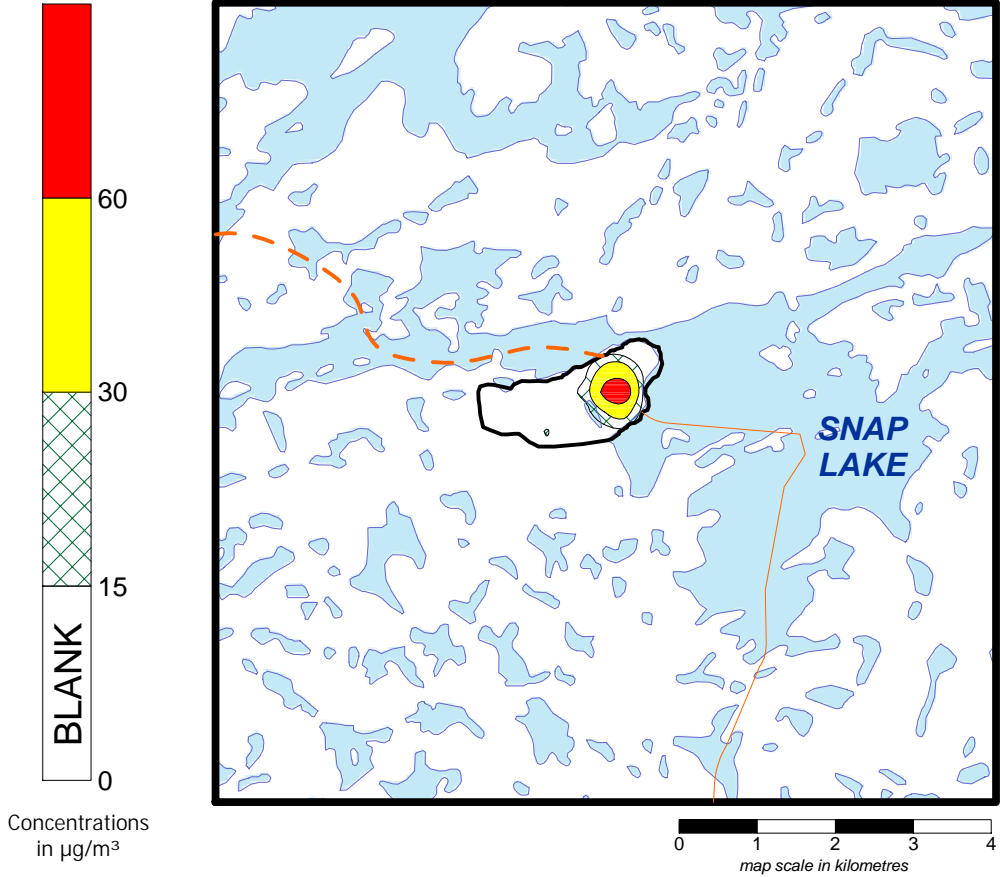 60
30
15
BLANK
0
Concentrations
in µg/m³
SNAP
LAKE
0 1 2 3 4
map scale in kilometres